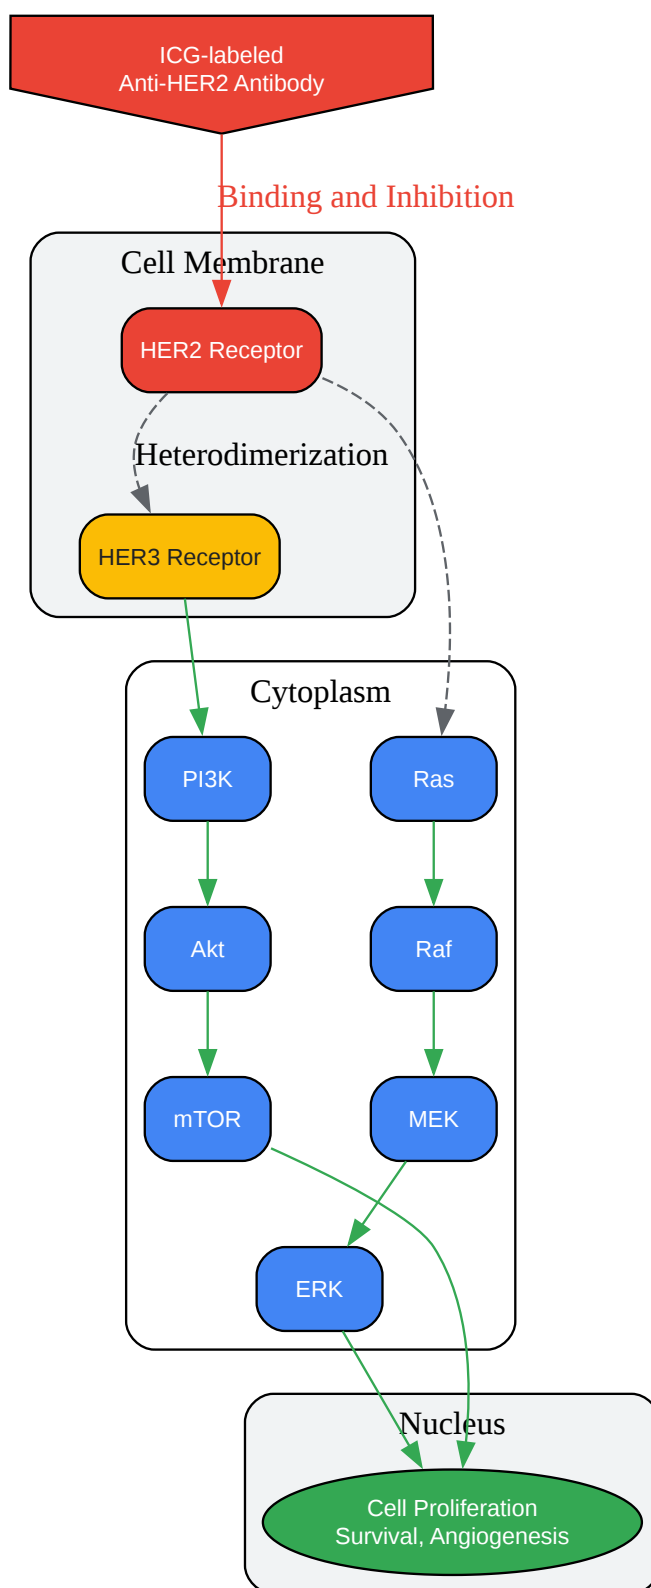 ICG-labeled
Anti-HER2 Antibody
Binding and Inhibition
Cell Membrane
HER2 Receptor
Heterodimerization
HER3 Receptor
Cytoplasm
PI3K
Ras
Akt
Raf
mTOR
MEK
ERK
Nucleus
Cell Proliferation
Survival, Angiogenesis